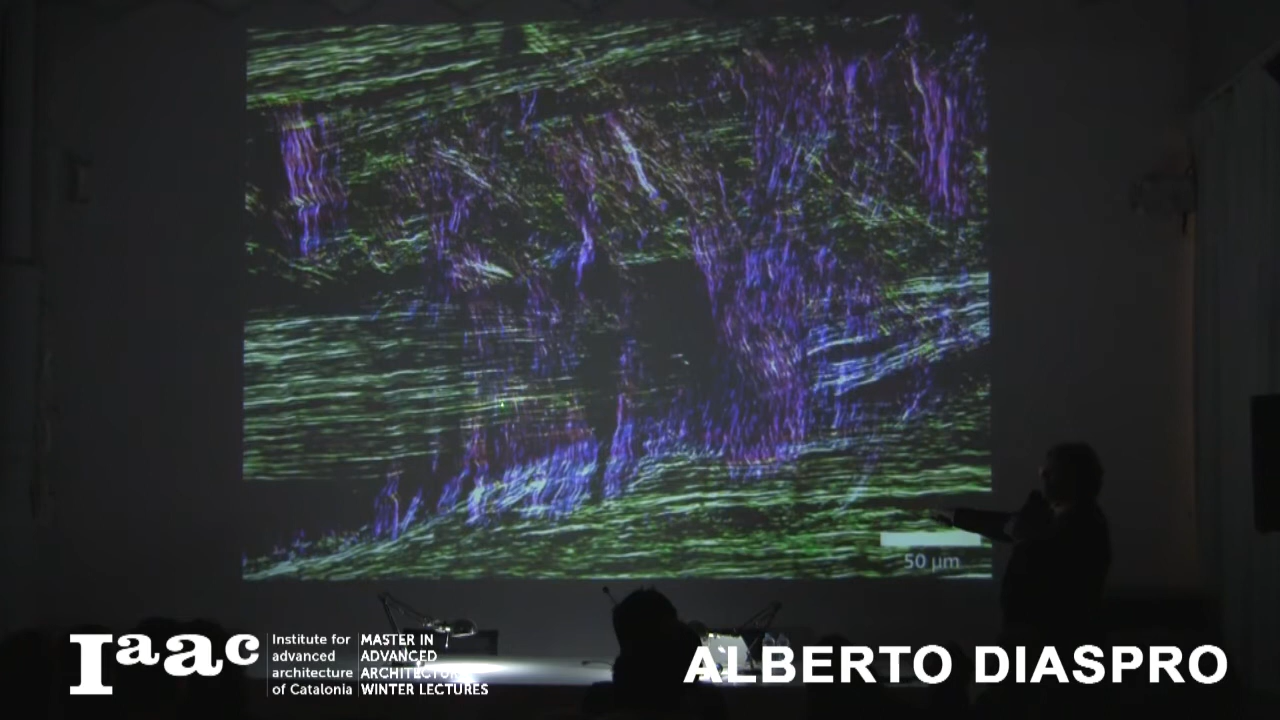 50 µm
Iaac
Institute for
advanced
architecture
of Catalonia
MASTER IN
ADVANCED
ARCHITECTURE
WINTER LECTURES
ALBERTO DIASPRO